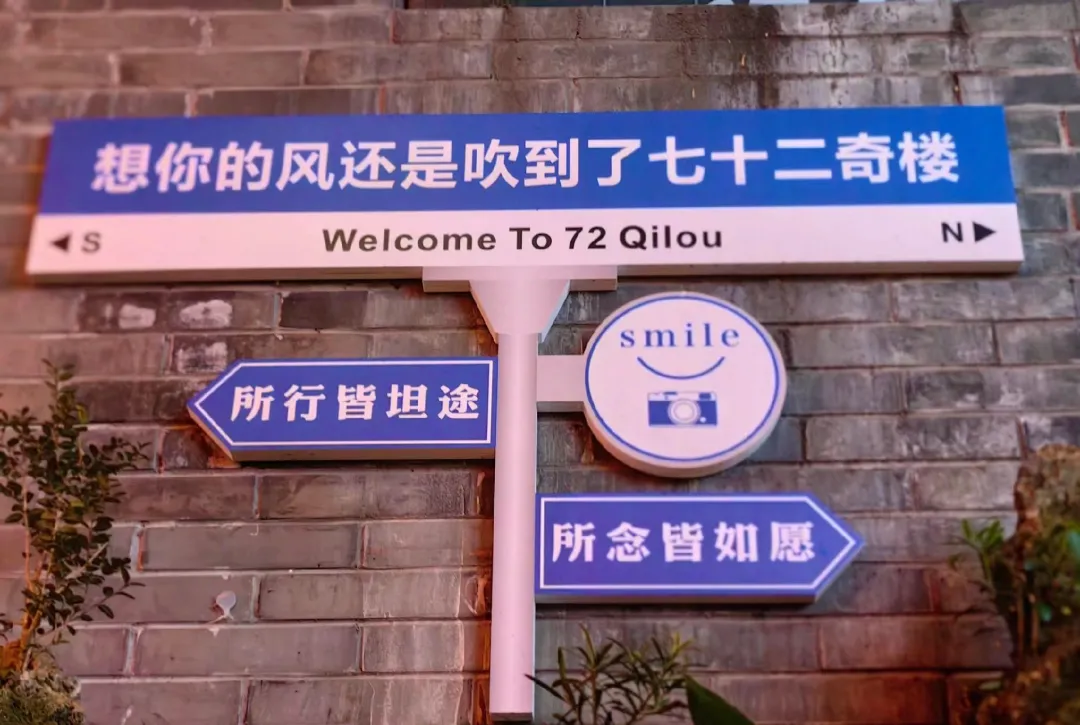 想你的风还是吹到了七十二奇楼
◀ S Welcome To 72 Qilou N ▶
smile
所行皆坦途
所念皆如愿